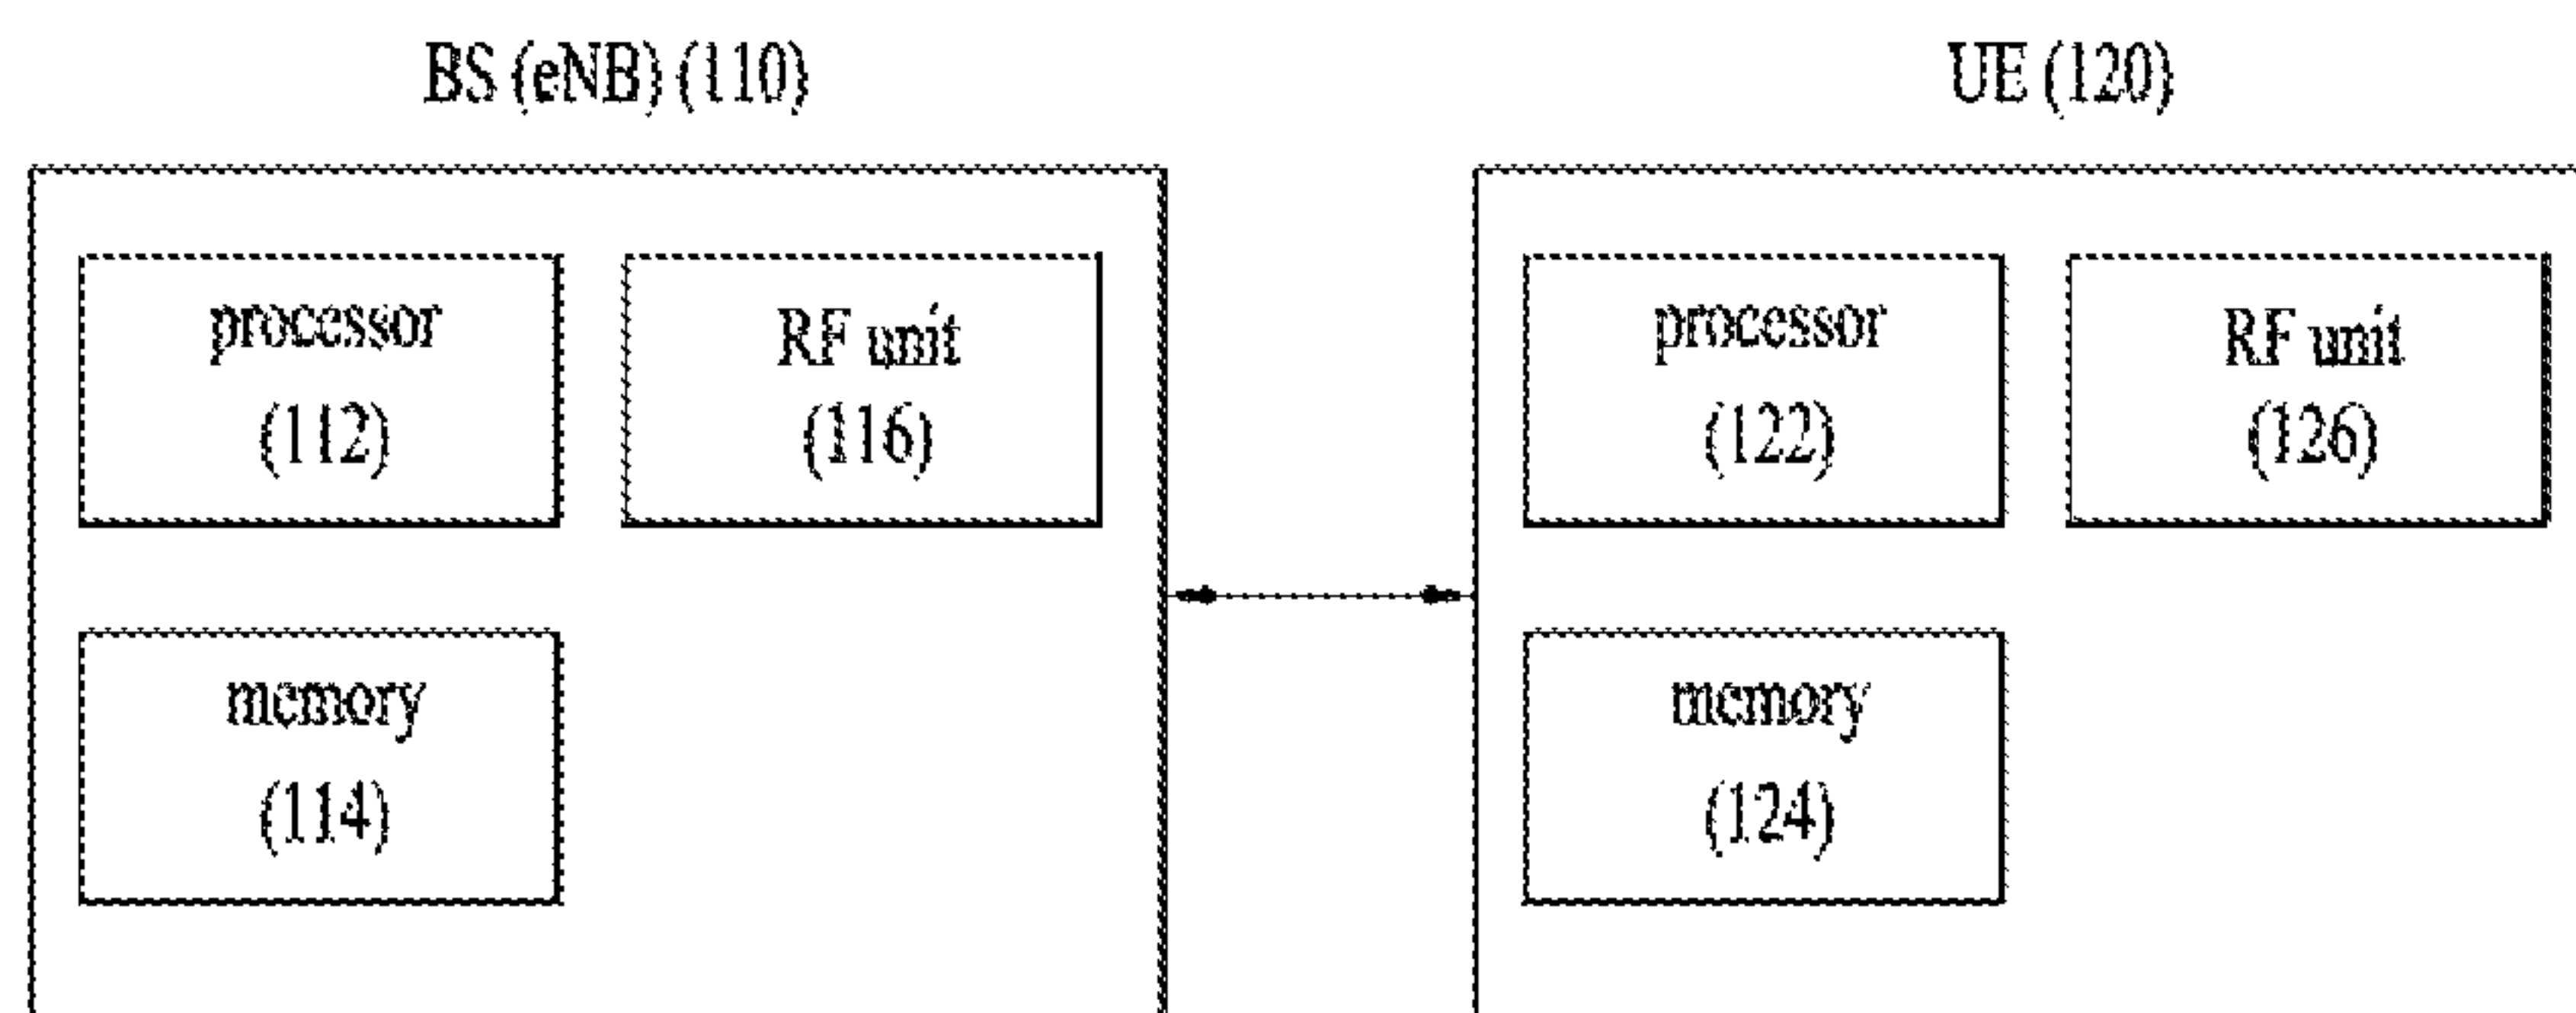 BS (eNB) (110)
UE (120)
processor
(112)
RF unit
(116)
memory
(114)
processor
(122)
RF unit
(126)
memory
(124)